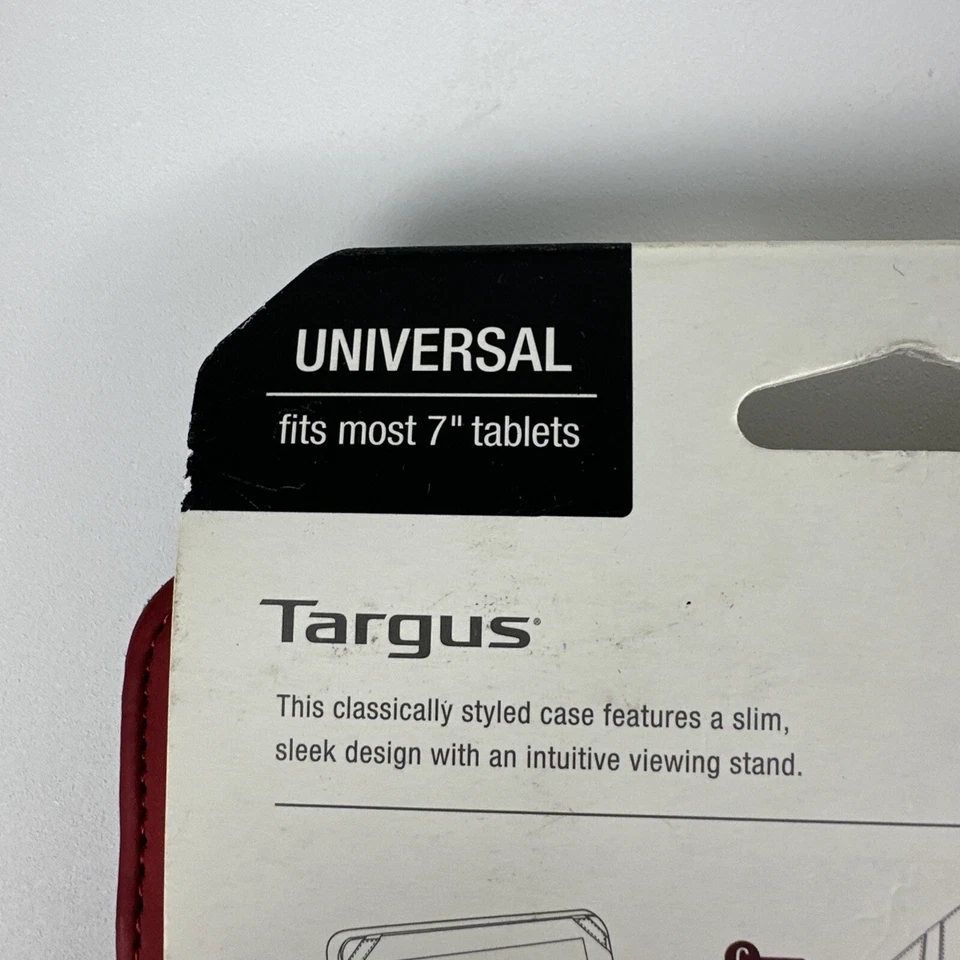 UNIVERSAL
fits most 7" tablets
Targus®
This classically styled case features a slim,
sleek design with an intuitive viewing stand.
C